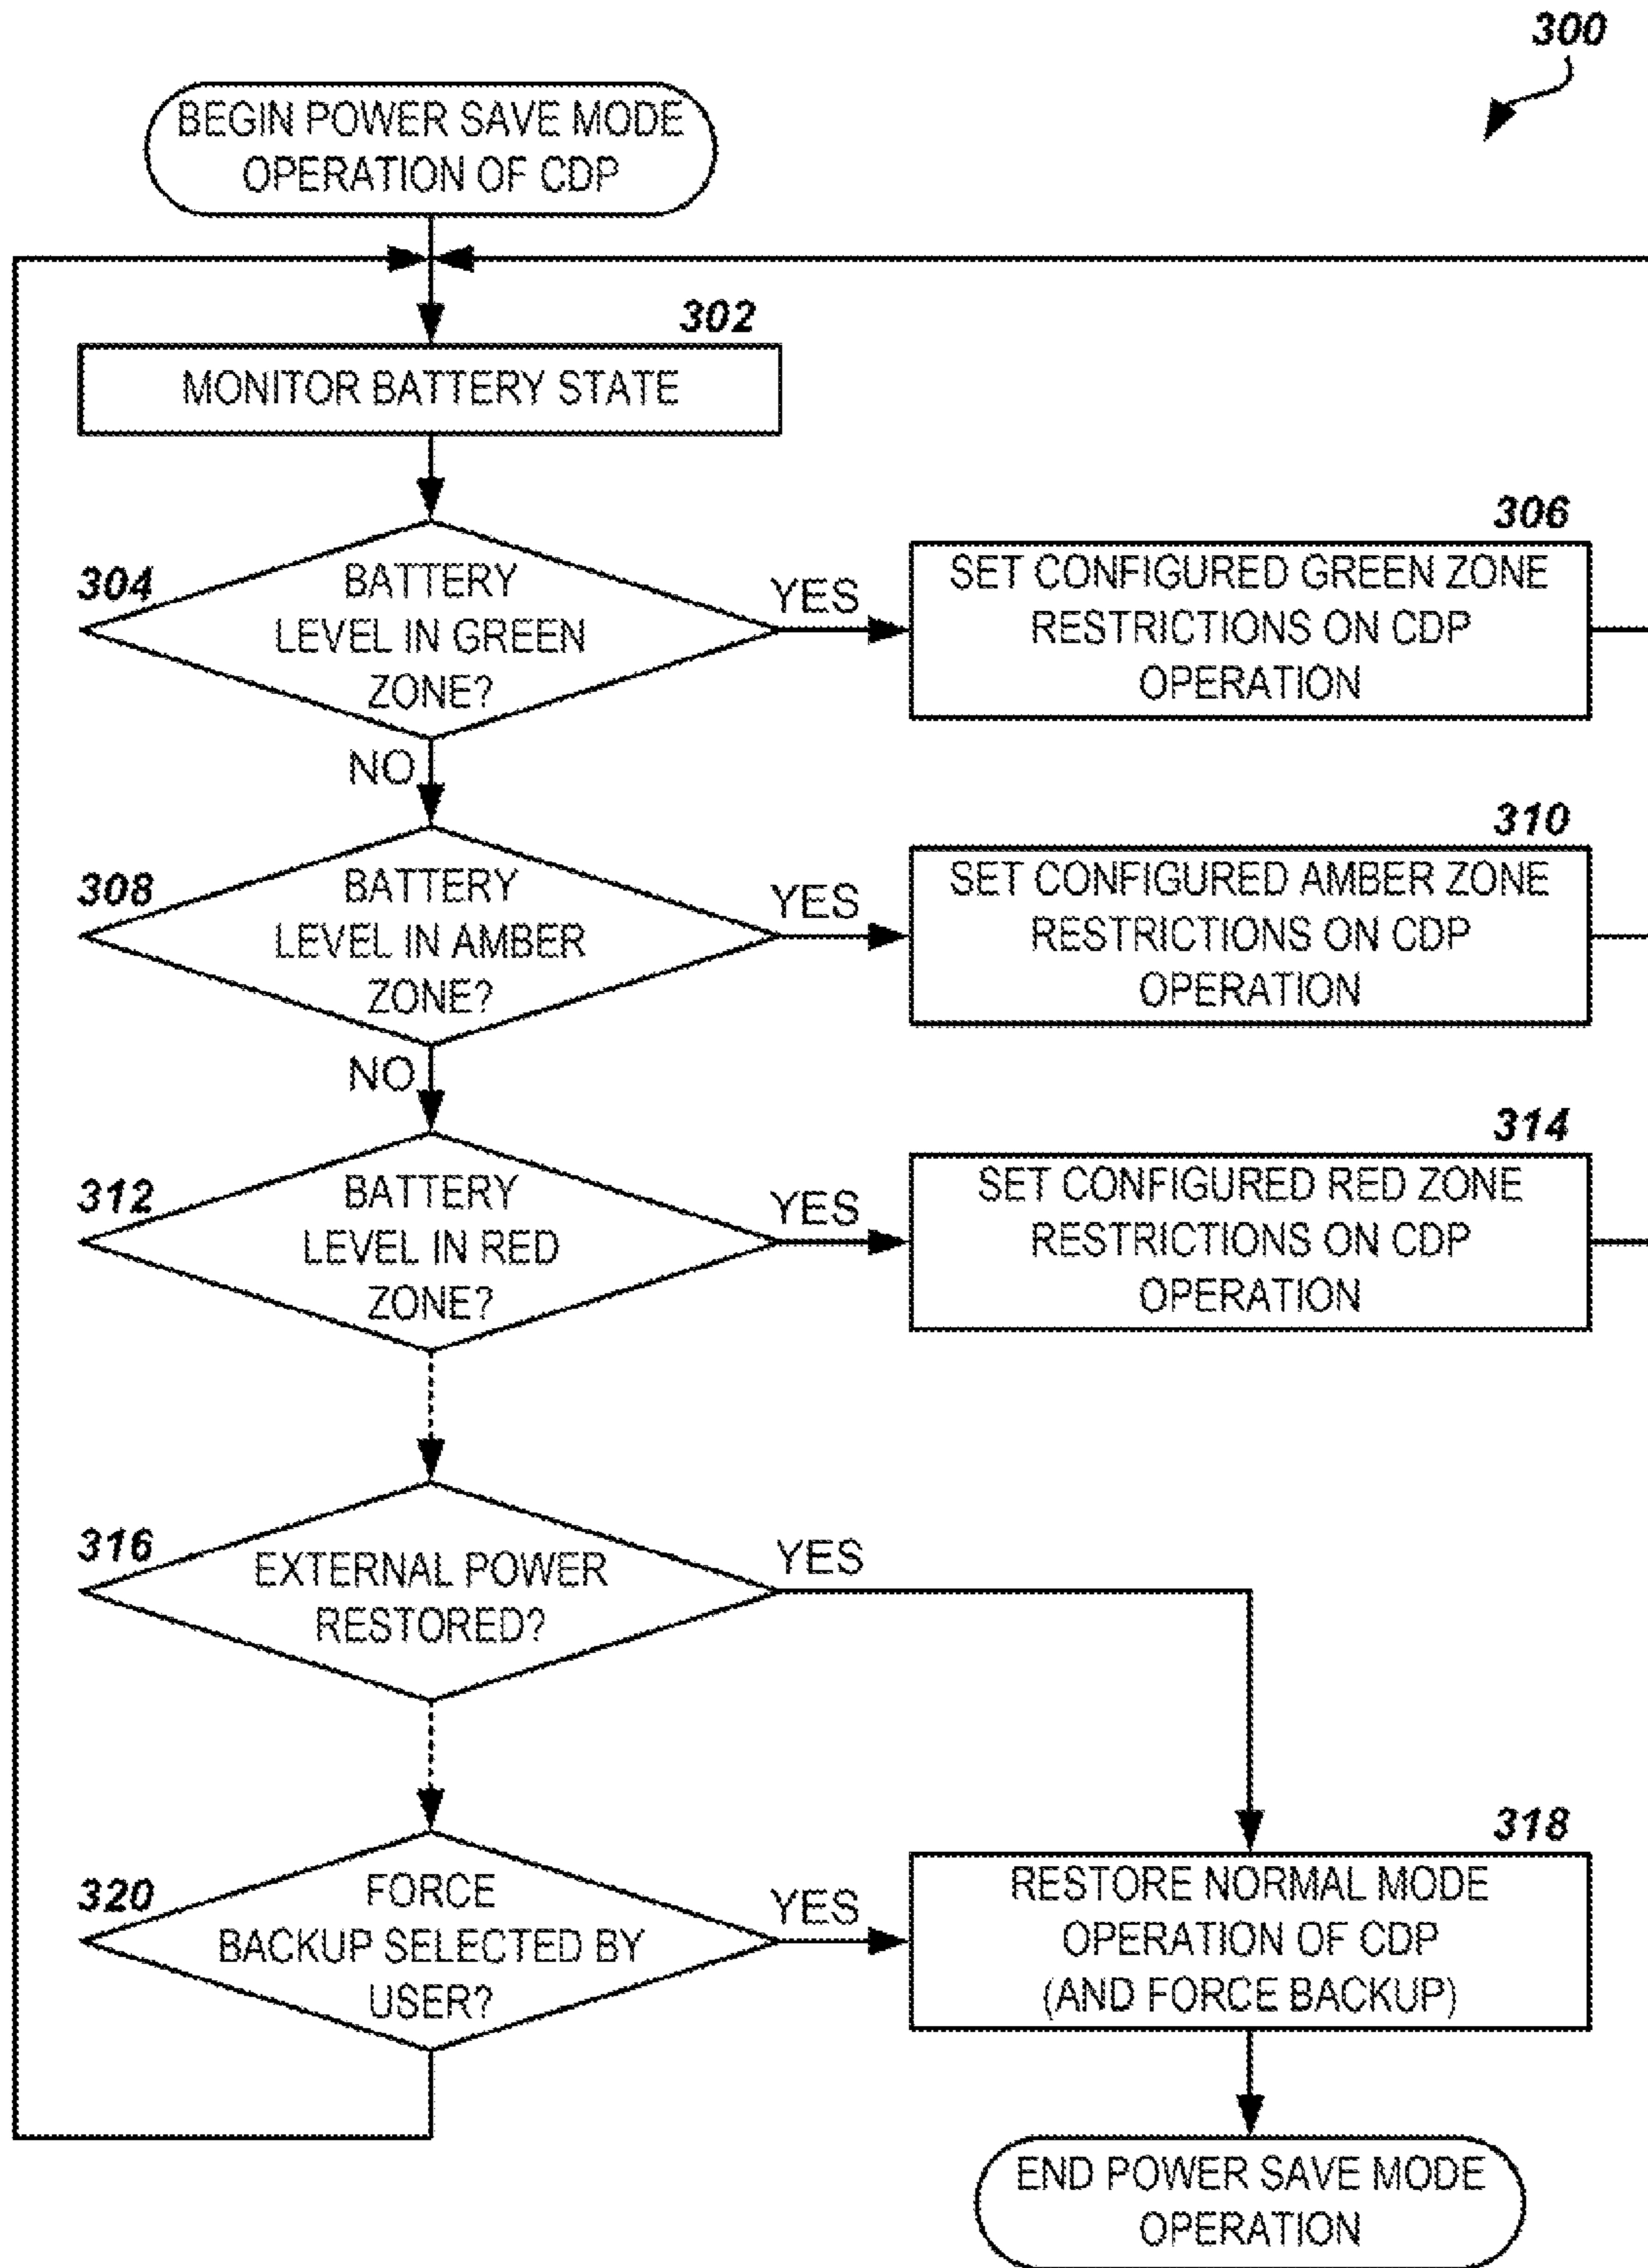 300
BEGIN POWER SAVE MODE
OPERATION OF CDP
302
MONITOR BATTERY STATE
304
BATTERY
LEVEL IN GREEN
ZONE?
YES
306
SET CONFIGURED GREEN ZONE
RESTRICTIONS ON CDP
OPERATION
NO
308
BATTERY
LEVEL IN AMBER
ZONE?
YES
310
SET CONFIGURED AMBER ZONE
RESTRICTIONS ON CDP
OPERATION
NO
312
BATTERY
LEVEL IN RED
ZONE?
YES
314
SET CONFIGURED RED ZONE
RESTRICTIONS ON CDP
OPERATION
316
EXTERNAL POWER
RESTORED?
YES
320
FORCE
BACKUP SELECTED BY
USER?
YES
318
RESTORE NORMAL MODE
OPERATION OF CDP
(AND FORCE BACKUP)
END POWER SAVE MODE
OPERATION